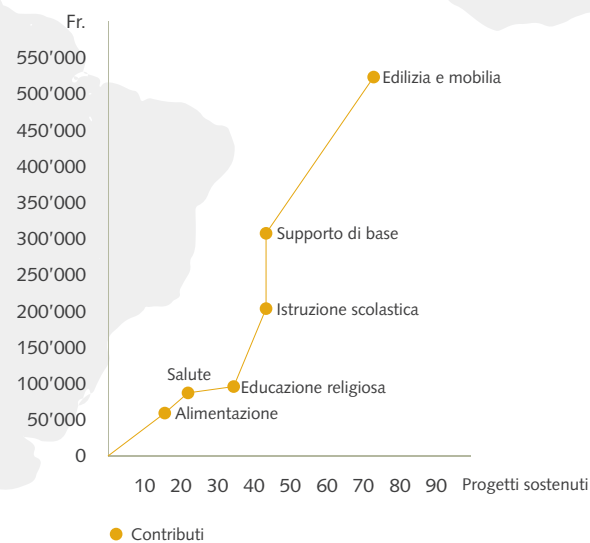 Fr.
550’000
500’000
450’000
400’000
350’000
300’000
250’000
200’000
150’000
100’000
50’000
0
Edilizia e mobilia
Supporto di base
Istruzione scolastica
Salute
Educazione religiosa
Alimentazione
10 20 30 40 50 60 70 80 90 Progetti sostenuti
Contributi